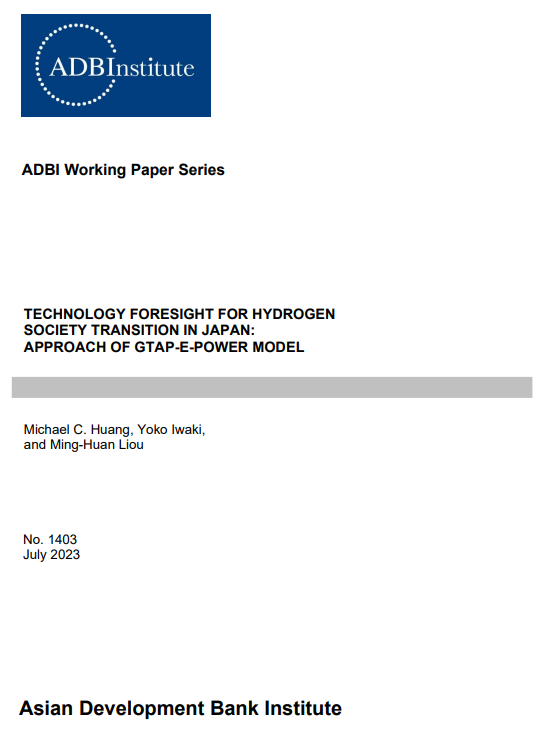 ADBInstitute
ADBI Working Paper Series
TECHNOLOGY FORESIGHT FOR HYDROGEN
SOCIETY TRANSITION IN JAPAN:
APPROACH OF GTAP-E-POWER MODEL
Michael C. Huang, Yoko Iwaki,
and Ming-Huan Liou
No. 1403
July 2023
Asian Development Bank Institute